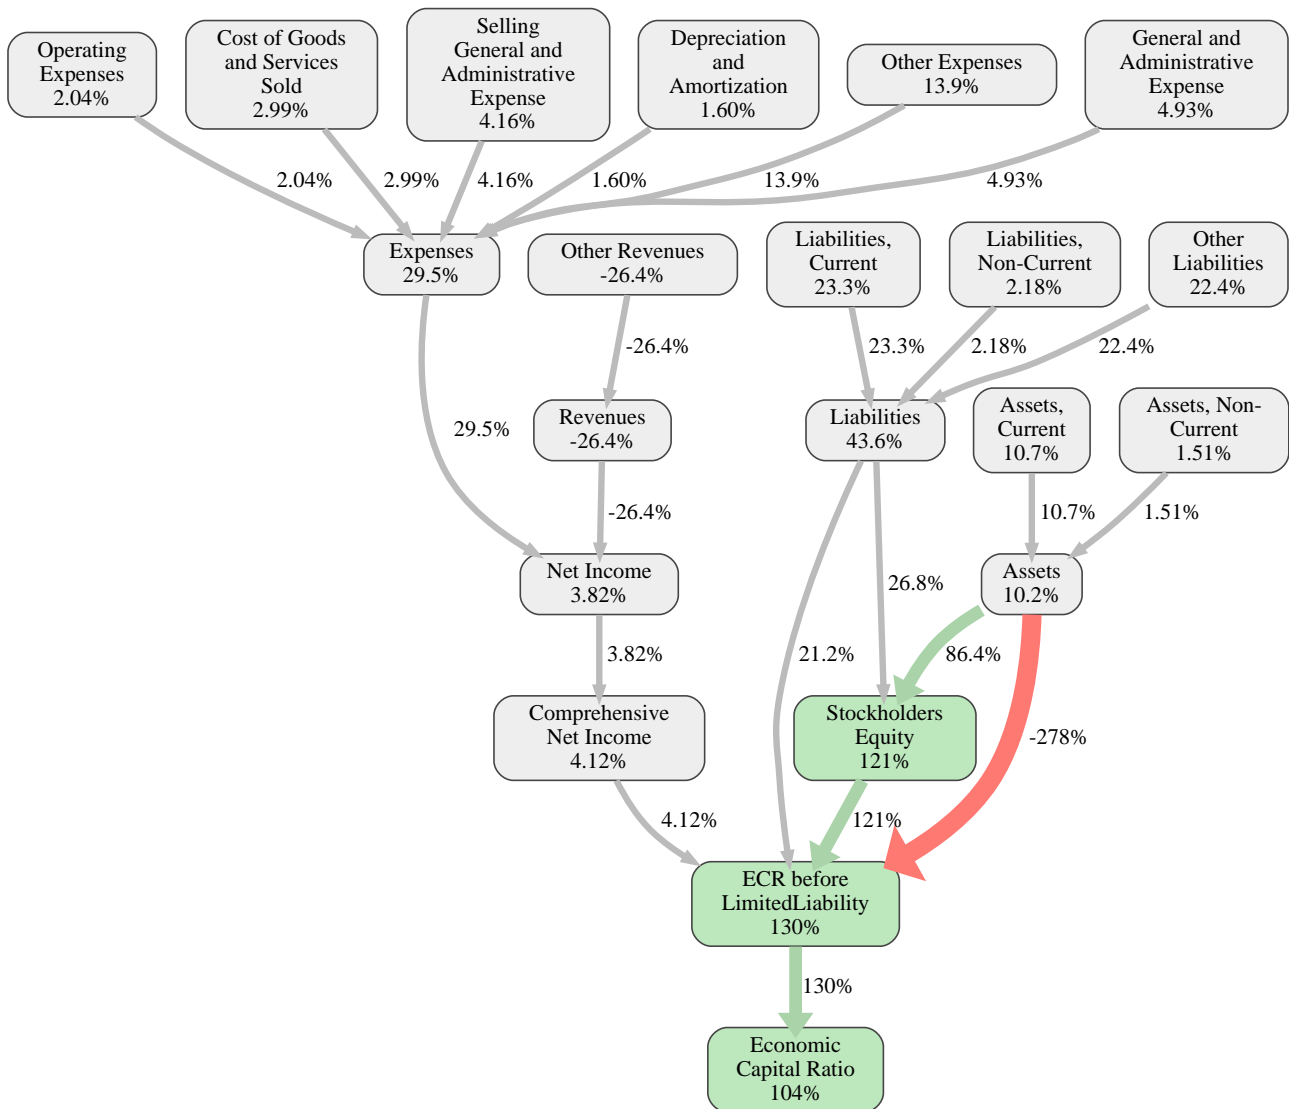 Operating
Expenses
2.04%
Cost of Goods
and Services
Sold
2.99%
Selling
General and
Administrative
Expense
4.16%
Depreciation
and
Amortization
1.60%
Other Expenses
13.9%
General and
Administrative
Expense
4.93%
2.04%
2.99%
4.16%
1.60%
13.9%
4.93%
Expenses
29.5%
Other Revenues
-26.4%
Liabilities,
Current
23.3%
Liabilities,
Non-Current
2.18%
Other
Liabilities
22.4%
-26.4%
23.3%
2.18%
22.4%
29.5%
Revenues
-26.4%
Liabilities
43.6%
Assets,
Current
10.7%
Assets, Non-
Current
1.51%
-26.4%
10.7%
1.51%
Net Income
3.82%
26.8%
Assets
10.2%
3.82%
21.2%
86.4%
Comprehensive
Net Income
4.12%
Stockholders
Equity
121%
-278%
4.12%
121%
ECR before
LimitedLiability
130%
130%
Economic
Capital Ratio
104%